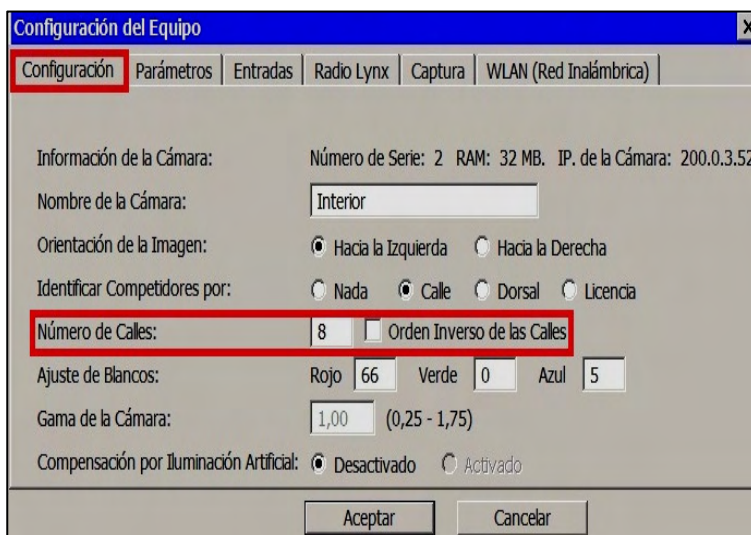 Configuración del Equipo
Configuración Parámetros Entradas Radio Lynx Captura WLAN (Red Inalámbrica)
Información de la Cámara: Número de Serie: 2 RAM: 32 MB. IP. de la Cámara: 200.0.3.52
Nombre de la Cámara: Interior
Orientación de la Imagen: Hacia la Izquierda Hacia la Derecha
Identificar Competidores por: Nada Calle Dorsal Licencia
Número de Calles: 8 Orden Inverso de las Calles
Ajuste de Blancos: Rojo 66 Verde 0 Azul 5
Gama de la Cámara: 1,00 (0,25 - 1,75)
Compensación por Iluminación Artificial: Desactivado Activado
Aceptar Cancelar